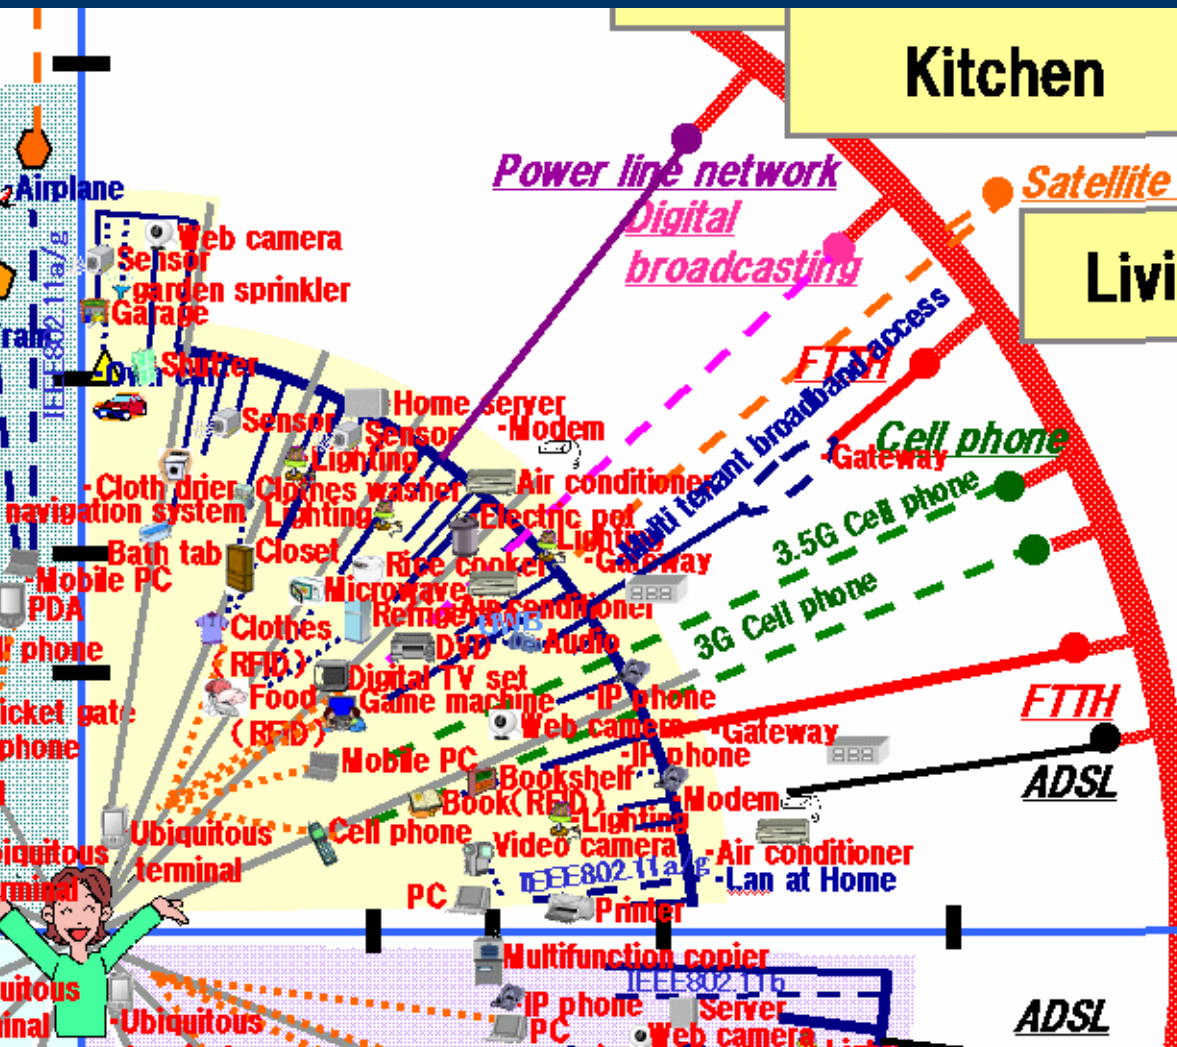 Kitchen
Power line network
Satellite
Airplane
Digital
broadcasting
Web camera
Sensor
garden sprinkler
Garage
IEE802.11a/g
Livi
Multi tenant broadband access
FTTH
Shutter
Home server
Sensor
Sensor
-Modem
Cell phone
-Gateway
Lighting
Air conditioner
-Cloth drier
Clothes washer
3.5G Cell phone
navigation system
Lighting
Electric pot
Lighting
Bath tab
Closet
Rice cooker
-Gateway
-Mobile PC
Microwave
PDA
Air conditioner
3G Cell phone
Clothes
(RFID)
DVD
Audio
phone
Digital TV set
Food
(RFID)
Game machine
-IP phone
FTTH
icket gate
Web camera
-Gateway
phone
Mobile PC
-IP phone
Bookshelf
ADSL
Book(RFID)
-Modem
Lighting
Ubiquitous
terminal
Cell phone
Video camera
-Air conditioner
iquitous
rminal
IEEE802.11a/g
-Lan at Home
PC
Printer
Multifunction copier
IEEE802.11b
uitous
inal
-IP phone
Server
ADSL
-Ubiquitous
PC
Web camera